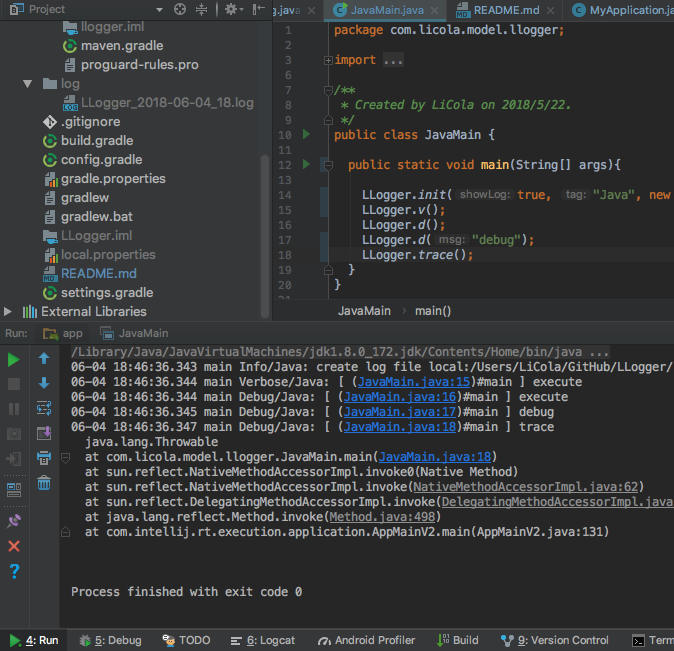 Project
g.java
JavaMain.java
README.md
MyApplication.ja
llogger.iml
maven.gradle
proguard-rules.pro
log
LLogger_2018-06-04_18.log
.gitignore
build.gradle
config.gradle
gradle.properties
gradlew
gradlew.bat
LLogger.iml
local.properties
README.md
settings.gradle
External Libraries
1 package com.licola.model.llogger;
2
3 import ...
6
7 /**
8 * Created by LiCola on 2018/5/22.
9 */
10 public class JavaMain {
11
12 public static void main(String[] args){
13
14 LLogger.init( showLog: true, tag: "Java", new
15 LLogger.v();
16 LLogger.d();
17 LLogger.d( msg: "debug");
18 LLogger.trace();
19 }
20 }
21
JavaMain › main()
Run: app JavaMain
/Library/Java/JavaVirtualMachines/jdk1.8.0_172.jdk/Contents/Home/bin/java ...
06-04 18:46:36.343 main Info/Java: create log file local:/Users/LiCola/GitHub/LLogger/
06-04 18:46:36.344 main Verbose/Java: [ (JavaMain.java:15)#main ] execute
06-04 18:46:36.344 main Debug/Java: [ (JavaMain.java:16)#main ] execute
06-04 18:46:36.345 main Debug/Java: [ (JavaMain.java:17)#main ] debug
06-04 18:46:36.347 main Debug/Java: [ (JavaMain.java:18)#main ] trace
java.lang.Throwable
at com.licola.model.llogger.JavaMain.main(JavaMain.java:18)
at sun.reflect.NativeMethodAccessorImpl.invoke0(Native Method)
at sun.reflect.NativeMethodAccessorImpl.invoke(NativeMethodAccessorImpl.java:62)
at sun.reflect.DelegatingMethodAccessorImpl.invoke(DelegatingMethodAccessorImpl.java
at java.lang.reflect.Method.invoke(Method.java:498)
at com.intellij.rt.execution.application.AppMainV2.main(AppMainV2.java:131)
Process finished with exit code 0
4: Run
5: Debug
TODO
6: Logcat
Android Profiler
Build
9: Version Control
Term